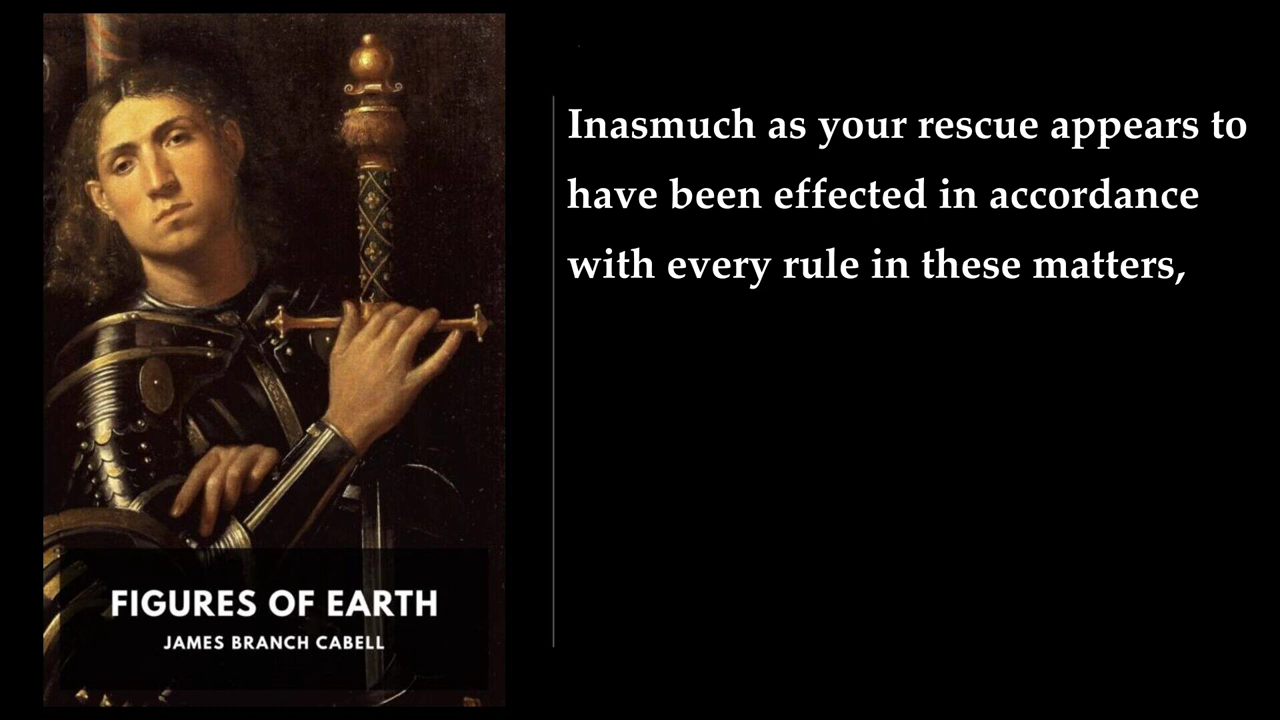 Inasmuch as your rescue appears to
have been effected in accordance
with every rule in these matters,
FIGURES OF EARTH
JAMES BRANCH CABELL